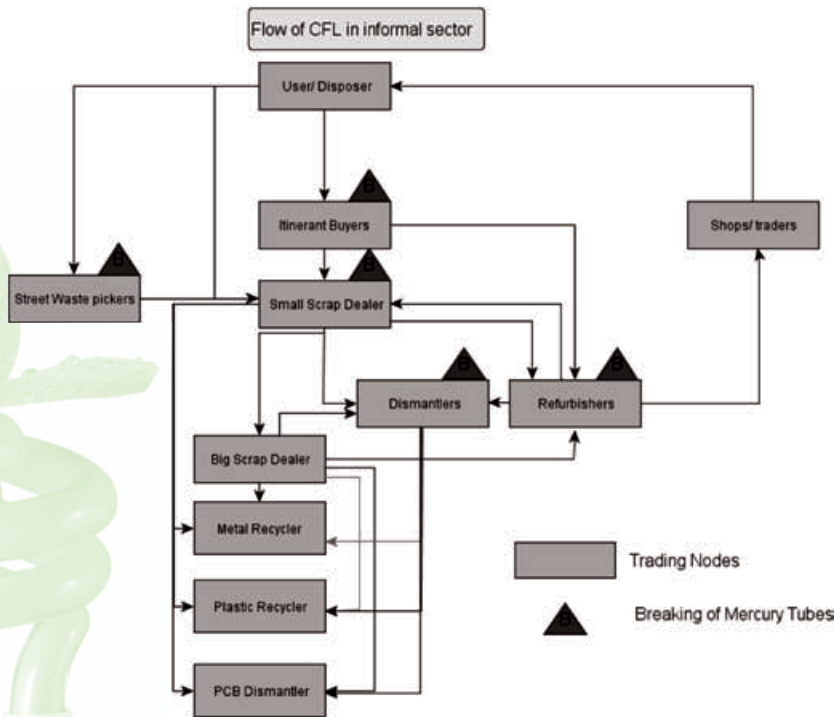 Flow of CFL in informal sector
User/ Disposer
B
Itinerant Buyers
Shops/ traders
B
B
Street Waste pickers
Small Scrap Dealer
B
B
Dismantlers
Refurbishers
Big Scrap Dealer
Metal Recycler
Trading Nodes
Plastic Recycler
B
Breaking of Mercury Tubes
PCB Dismantler